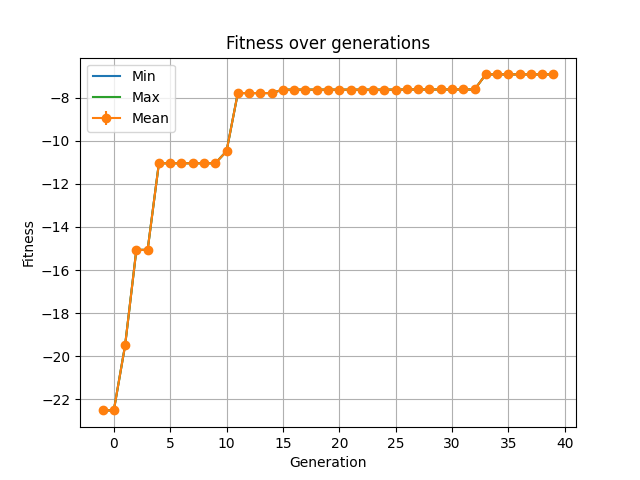 Fitness over generations
Min
Max
Mean
−8
−10
−12
−14
−16
−18
−20
−22
Fitness
0 5 10 15 20 25 30 35 40
Generation